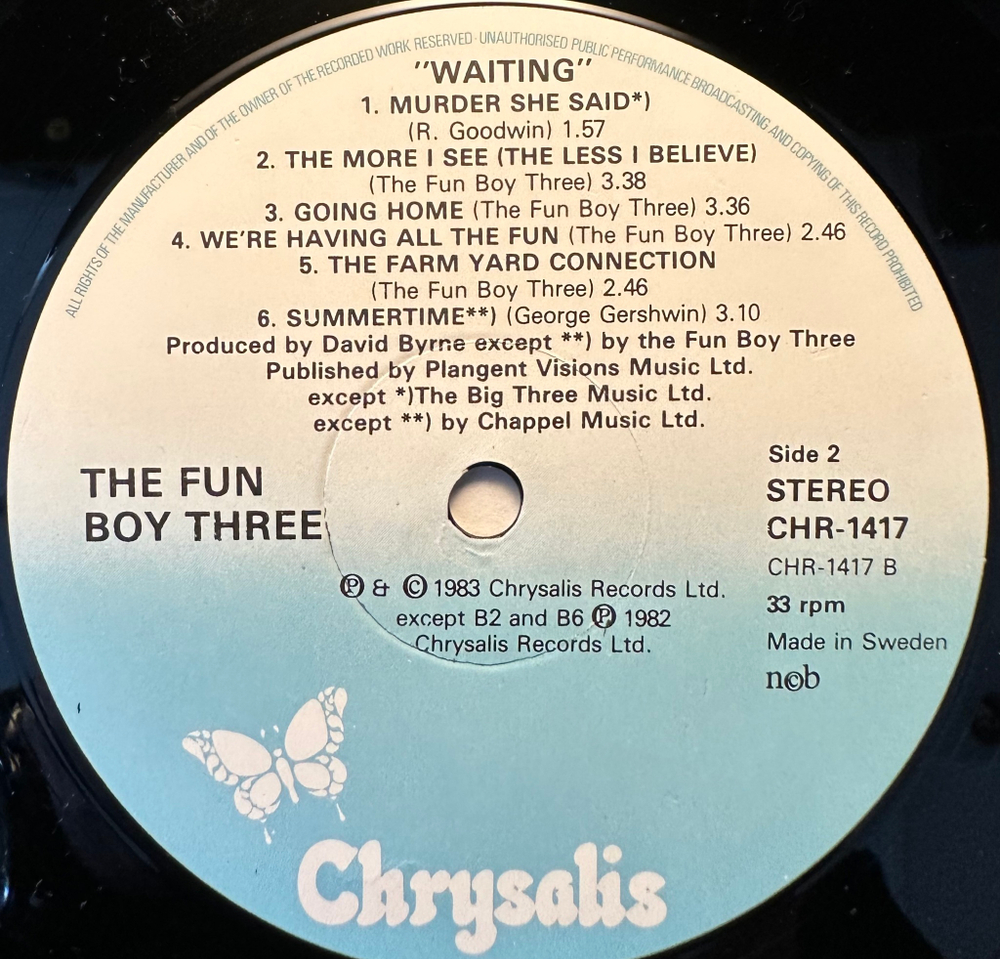 ALL RIGHTS OF THE MANUFACTURER AND OF THE OWNER OF THE RECORDED WORK RESERVED · UNAUTHORISED PUBLIC PERFORMANCE BROADCASTING AND COPYING OF THIS RECORD PROHIBITED
"WAITING"
1. MURDER SHE SAID*)
(R. Goodwin) 1.57
2. THE MORE I SEE (THE LESS I BELIEVE)
(The Fun Boy Three) 3.38
3. GOING HOME (The Fun Boy Three) 3.36
4. WE'RE HAVING ALL THE FUN (The Fun Boy Three) 2.46
5. THE FARM YARD CONNECTION
(The Fun Boy Three) 2.46
6. SUMMERTIME**) (George Gershwin) 3.10
Produced by David Byrne except **) by the Fun Boy Three
Published by Plangent Visions Music Ltd.
except *)The Big Three Music Ltd.
except **) by Chappel Music Ltd.
THE FUN
BOY THREE
Side 2
STEREO
CHR-1417
CHR-1417 B
33 rpm
Made in Sweden
n©b
℗ & © 1983 Chrysalis Records Ltd.
except B2 and B6 ℗ 1982
Chrysalis Records Ltd.
Chrysalis